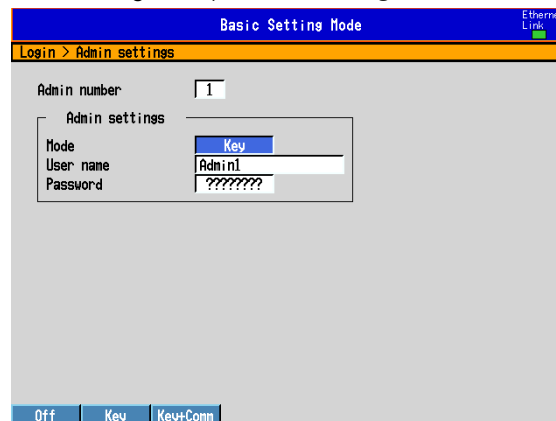 Basic Setting Mode
Link
Login > Admin settings
Admin number 1
Admin settings
Mode Key
User name Admin1
Password ????????
Off Key Key+Comm